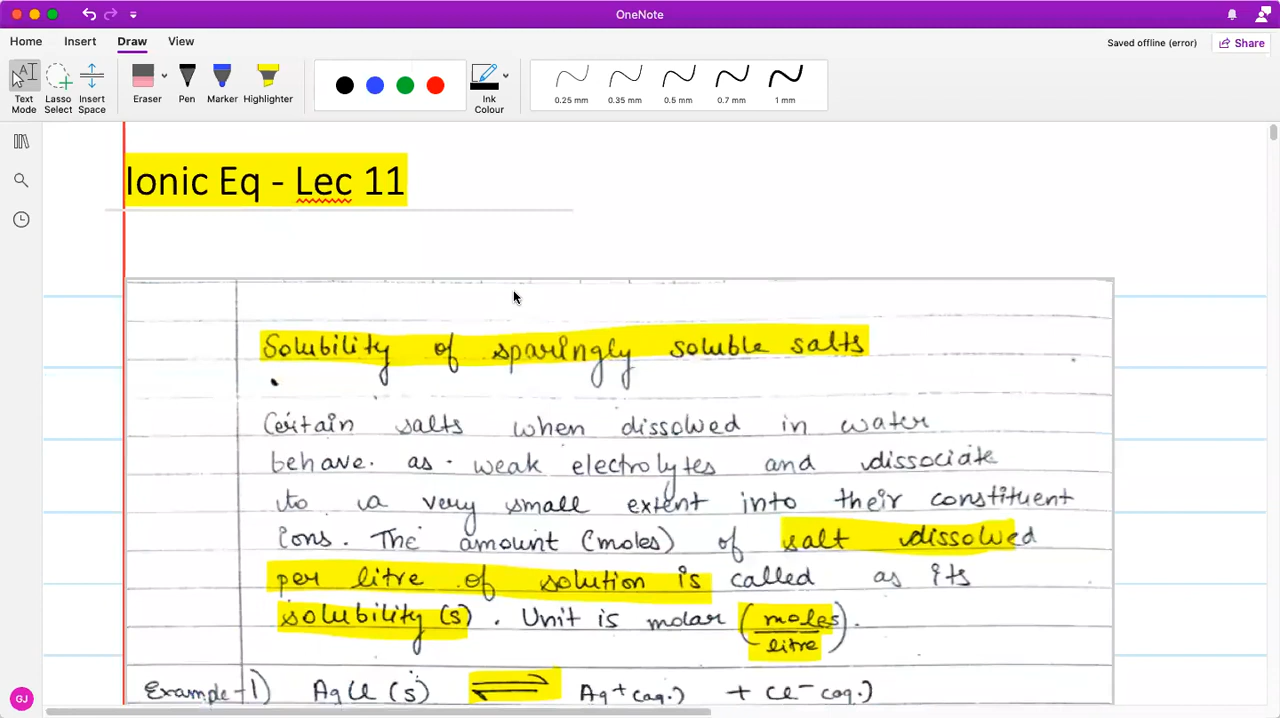 OneNote
Home Insert Draw View
Saved offline (error)
Share
Text Mode
Lasso Select
Insert Space
Eraser
Pen
Marker
Highlighter
Ink Colour
0.25 mm
0.35 mm
0.5 mm
0.7 mm
1 mm
Ionic Eq - Lec 11
Solubility of sparingly soluble salts
Certain salts when dissolved in water
behave as weak electrolytes and dissociate
to a very small extent into their constituent
ions. The amount (moles) of salt dissolved
per litre of solution is called as its
solubility (s). Unit is molar (moles/litre).
Example-1) AgCl (s) ⇌ Ag+ (aq.) + Cl- (aq.)
GJ